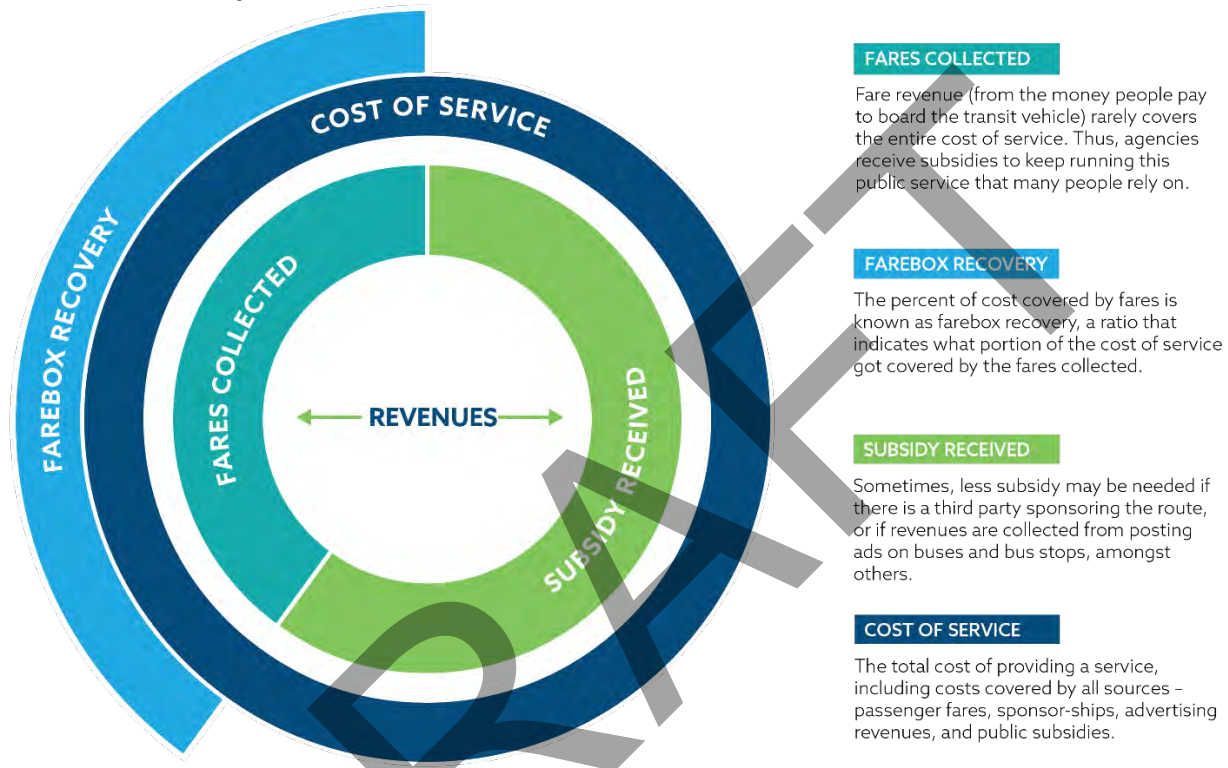 COST OF SERVICE
FAREBOX RECOVERY
FARES COLLECTED
REVENUES
SUBSIDY RECEIVED
FARES COLLECTED
Fare revenue (from the money people pay
to board the transit vehicle) rarely covers
the entire cost of service. Thus, agencies
receive subsidies to keep running this
public service that many people rely on.
FAREBOX RECOVERY
The percent of cost covered by fares is
known as farebox recovery, a ratio that
indicates what portion of the cost of service
got covered by the fares collected.
SUBSIDY RECEIVED
Sometimes, less subsidy may be needed if
there is a third party sponsoring the route,
or if revenues are collected from posting
ads on buses and bus stops, amongst
others.
COST OF SERVICE
The total cost of providing a service,
including costs covered by all sources –
passenger fares, sponsor-ships, advertising
revenues, and public subsidies.